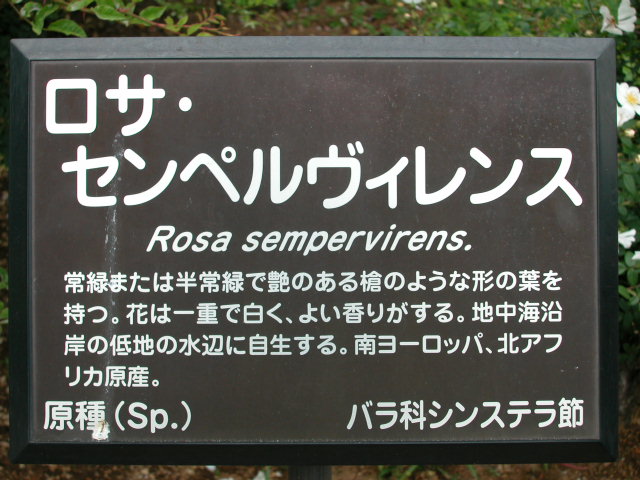 ロサ・
センペルヴィレンス
Rosa sempervirens.
常緑または半常緑で艶のある槍のような形の葉を
持つ。花は一重で白く、よい香りがする。地中海沿
岸の低地の水辺に自生する。南ヨーロッパ、北アフ
リカ原産。
原種(Sp.) バラ科シンステラ節